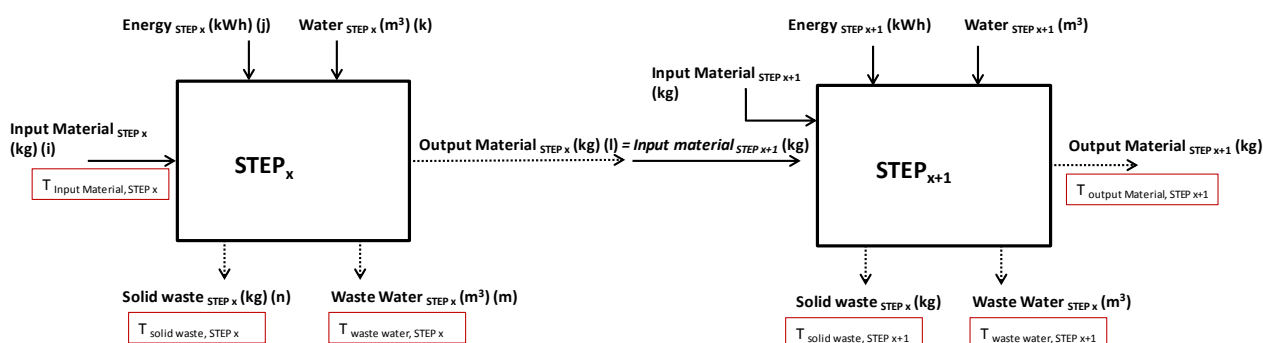 Energy STEP x (kWh) (j)
Water STEP x (m³) (k)
Input Material STEP x
(kg) (i)
T Input Material, STEP x
STEPx
Output Material STEP x (kg) (l) = Input material STEP x+1 (kg)
Solid waste STEP x (kg) (n)
T solid waste, STEP x
Waste Water STEP x (m³) (m)
T waste water, STEP x
Energy STEP x+1 (kWh)
Water STEP x+1 (m³)
Input Material STEP x+1
(kg)
STEPx+1
Output Material STEP x+1 (kg)
T output Material, STEP x+1
Solid waste STEP x (kg)
T solid waste, STEP x+1
Waste Water STEP x (m³)
T waste water, STEP x+1